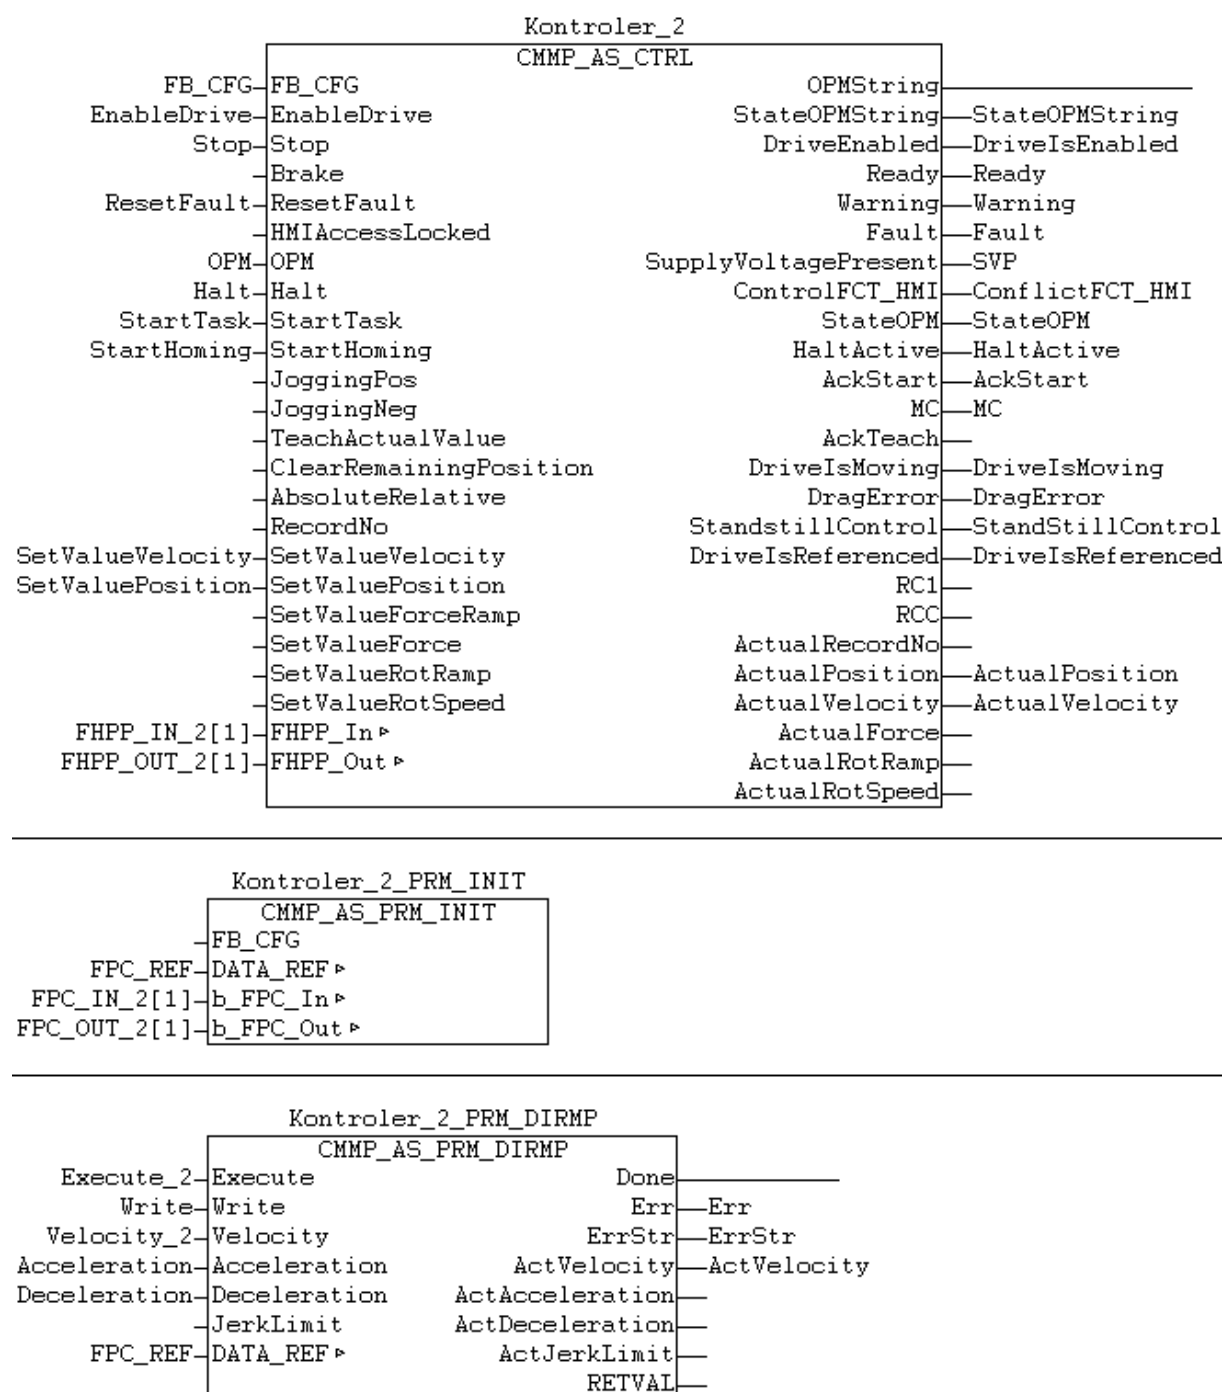 Kontroler_2
CMMP_AS_CTRL
FB_CFG FB_CFG OPMString
EnableDrive EnableDrive StateOPMString StateOPMString
Stop Stop DriveEnabled DriveIsEnabled
Brake Ready Ready
ResetFault ResetFault Warning Warning
HMIAccessLocked Fault Fault
OPM OPM SupplyVoltagePresent SVP
Halt Halt ControlFCT_HMI ConflictFCT_HMI
StartTask StartTask StateOPM StateOPM
StartHoming StartHoming HaltActive HaltActive
JoggingPos AckStart AckStart
JoggingNeg MC MC
TeachActualValue AckTeach
ClearRemainingPosition DriveIsMoving DriveIsMoving
AbsoluteRelative DragError DragError
RecordNo StandstillControl StandStillControl
SetValueVelocity SetValueVelocity DriveIsReferenced DriveIsReferenced
SetValuePosition SetValuePosition RC1
SetValueForceRamp RCC
SetValueForce ActualRecordNo
SetValueRotRamp ActualPosition ActualPosition
SetValueRotSpeed ActualVelocity ActualVelocity
FHPP_IN_2[1] FHPP_In ActualForce
FHPP_OUT_2[1] FHPP_Out ActualRotRamp
ActualRotSpeed
Kontroler_2_PRM_INIT
CMMP_AS_PRM_INIT
FB_CFG
FPC_REF DATA_REF
FPC_IN_2[1] b_FPC_In
FPC_OUT_2[1] b_FPC_Out
Kontroler_2_PRM_DIRMP
CMMP_AS_PRM_DIRMP
Execute_2 Execute Done
Write Write Err Err
Velocity_2 Velocity ErrStr ErrStr
Acceleration Acceleration ActVelocity ActVelocity
Deceleration Deceleration ActAcceleration
JerkLimit ActDeceleration
FPC_REF DATA_REF ActJerkLimit
RETVAL